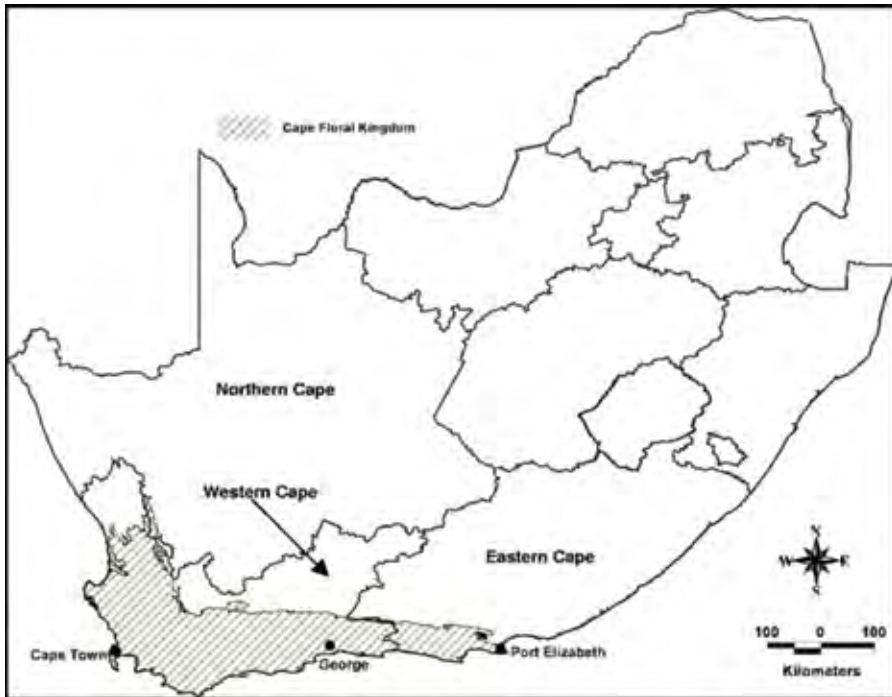 Cape Floral Kingdom
Northern Cape
Western Cape
Eastern Cape
N
W E
S
Cape Town
George
Port Elizabeth
100 0 100
Kilometers